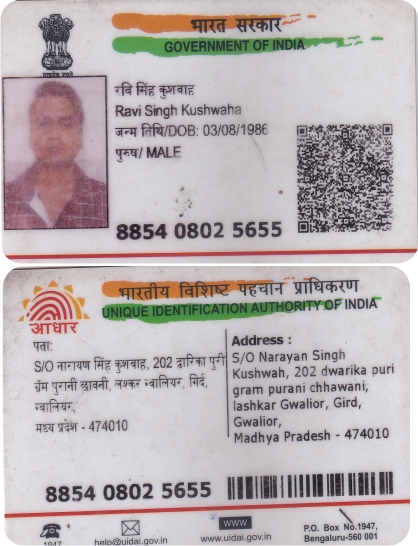 भारत सरकार
GOVERNMENT OF INDIA
रवि सिंह कुशवाह
Ravi Singh Kushwaha
जन्म तिथि/DOB: 03/08/1986
पुरुष/ MALE
8854 0802 5655
भारतीय विशिष्ट पहचान प्राधिकरण
UNIQUE IDENTIFICATION AUTHORITY OF INDIA
आधार
पता:
S/O नारायण सिंह कुशवाह, 202 द्वारिका पुरी
ग्रेम पुरानी छावनी, लश्कर ग्वालियर, गिर्द,
ग्वालियर,
मध्य प्रदेश - 474010
Address :
S/O Narayan Singh
Kushwah, 202 dwarika puri
gram purani chhawani,
lashkar Gwalior, Gird,
Gwalior,
Madhya Pradesh - 474010
8854 0802 5655
1947
help@uidai.gov.in
www
www.uidai.gov.in
P.O. Box No.1947,
Bengaluru-560 001